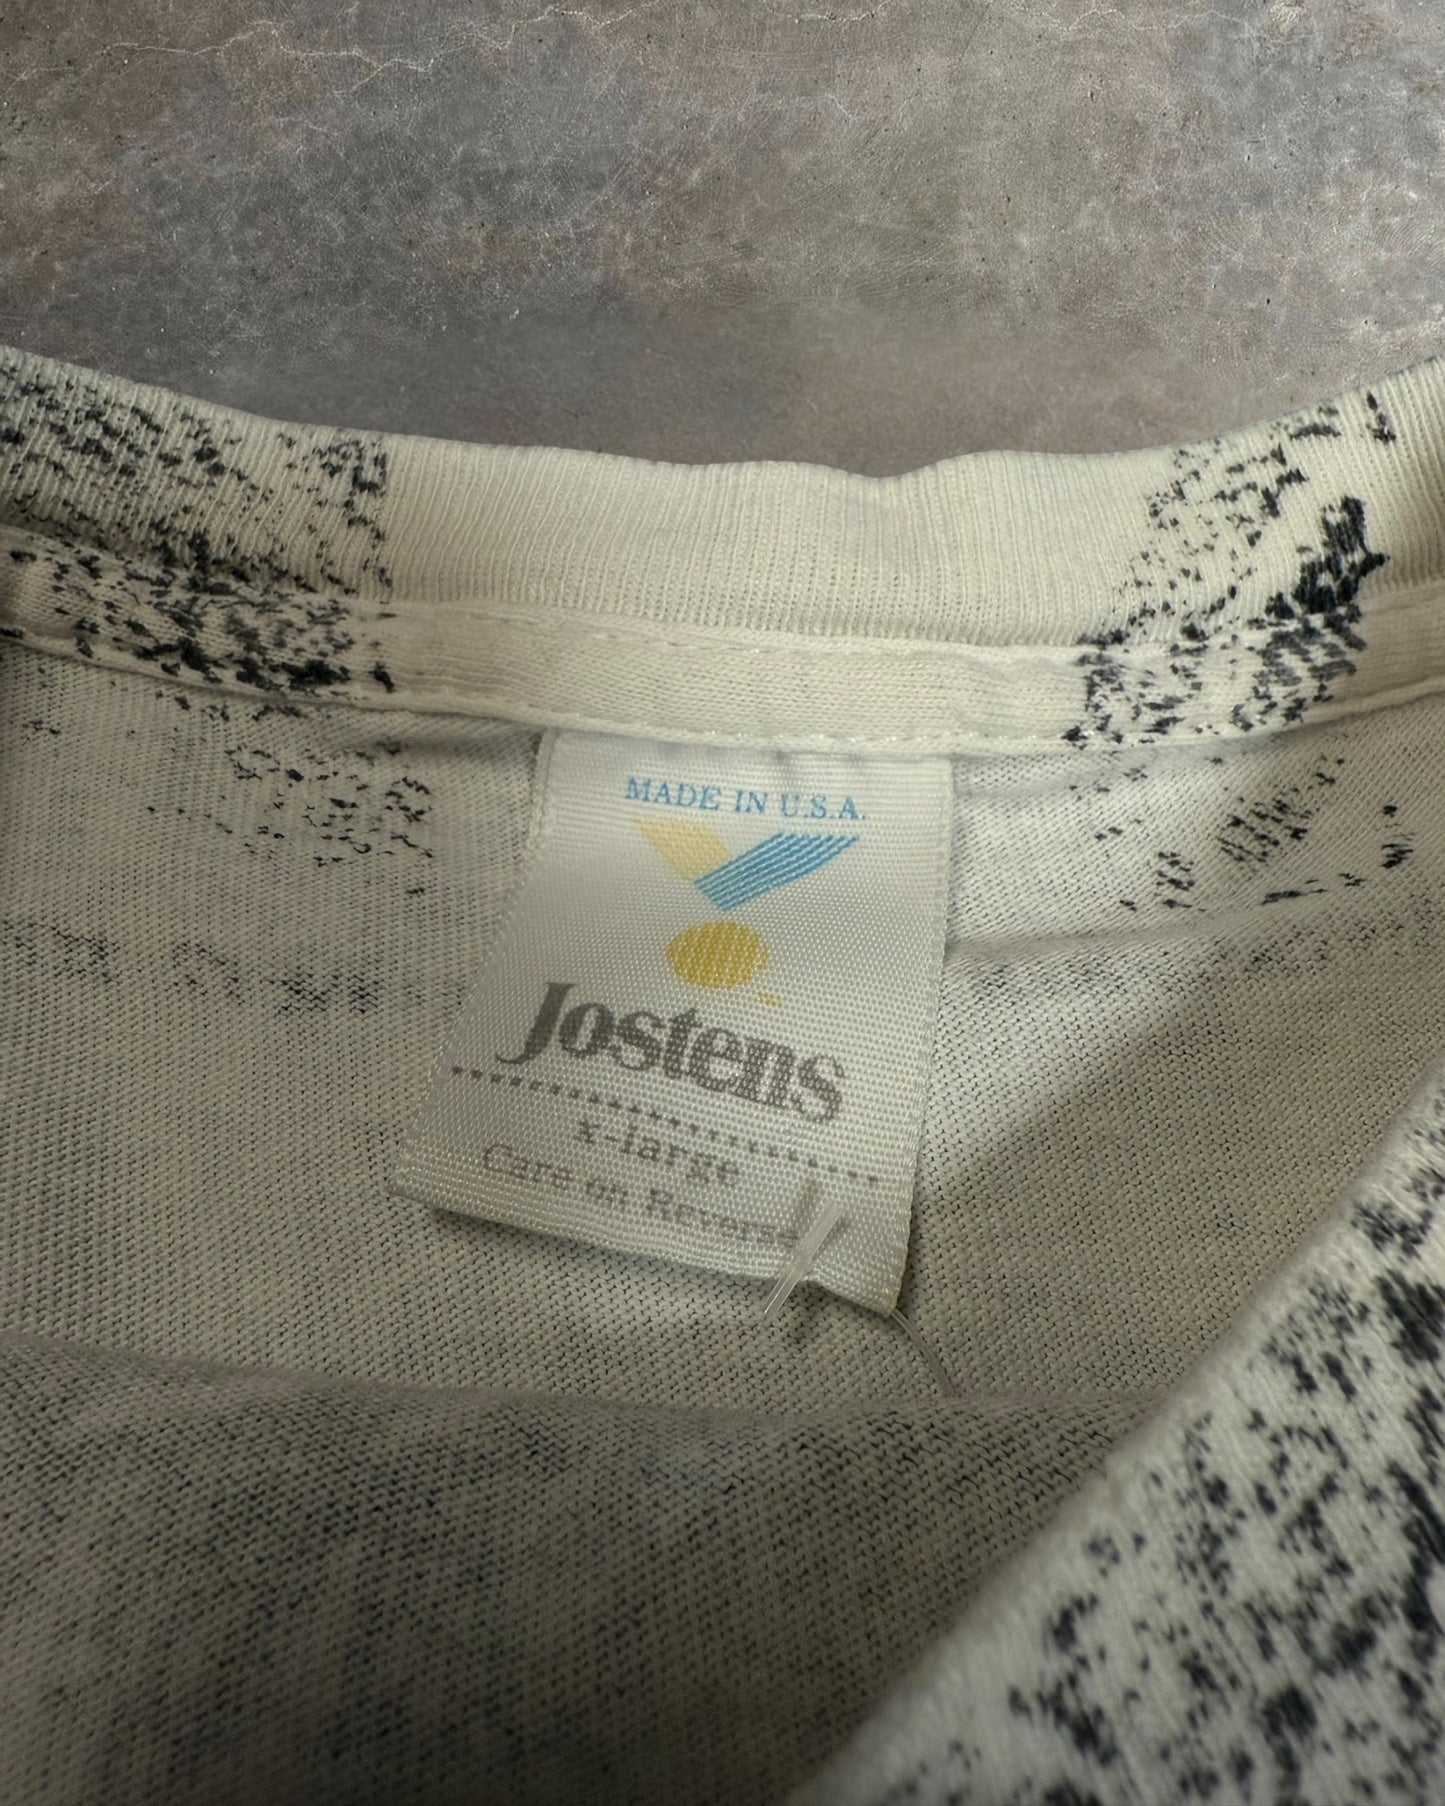 MADE IN U.S.A.
Jostens
x-large
Care on Reverse